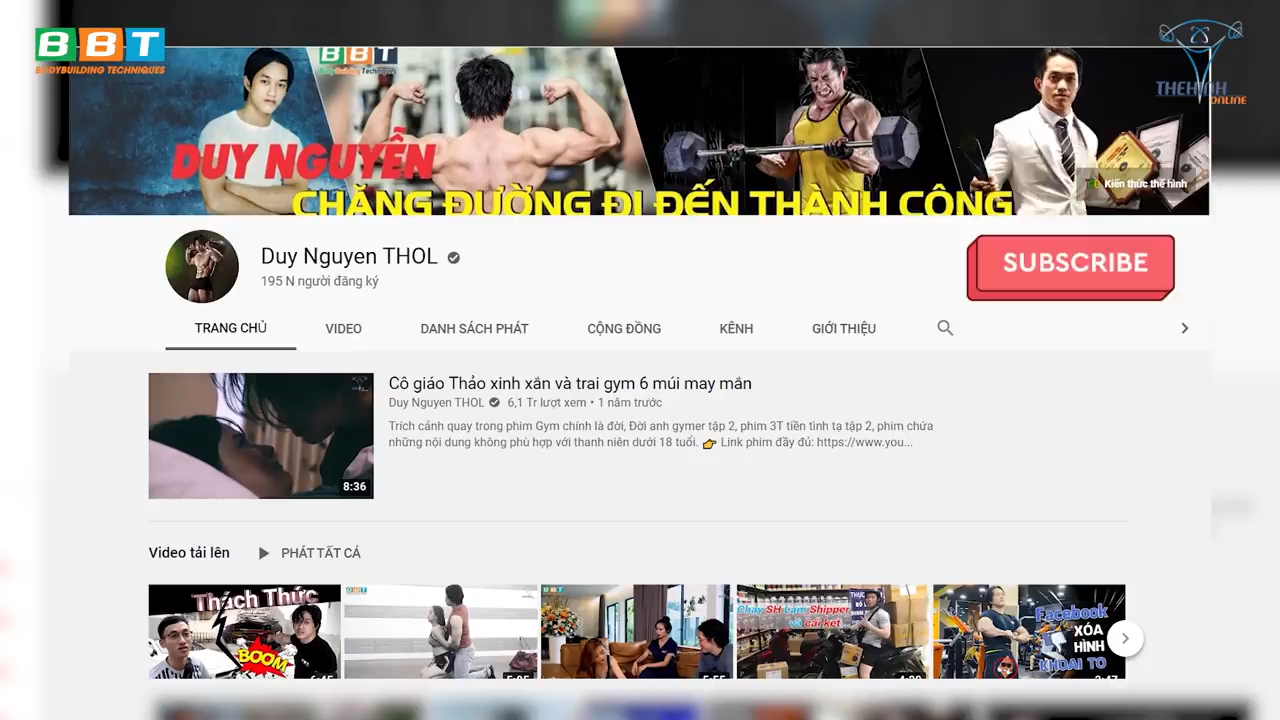 BBT
BODYBUILDING TECHNIQUES
THEHINH
ONLINE
BBT
Body Building Techniques
DUY NGUYỄN
CHẶNG ĐƯỜNG ĐI ĐẾN THÀNH CÔNG
Kiến thức thể hình
Duy Nguyen THOL
195 N người đăng ký
SUBSCRIBE
TRANG CHỦ
VIDEO
DANH SÁCH PHÁT
CỘNG ĐỒNG
KÊNH
GIỚI THIỆU
Cô giáo Thảo xinh xắn và trai gym 6 múi may mắn
Duy Nguyen THOL 6,1 Tr lượt xem • 1 năm trước
Trích cảnh quay trong phim Gym chính là đời, Đời anh gymer tập 2, phim 3T tiền tình tạ tập 2, phim chứa
những nội dung không phù hợp với thanh niên dưới 18 tuổi. 👉 Link phim đầy đủ: https://www.you...
8:36
Video tải lên
PHÁT TẤT CẢ
Thách Thức
BOOM
BBT
BBT
Chạy SH Làm Shipper
và cái kết
Facebook
XÓA
HÌNH
KHOAI TO